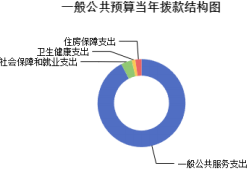 一般公共预算当年拨款结构图
住房保障支出
卫生健康支出
社会保障和就业支出
一般公共服务支出